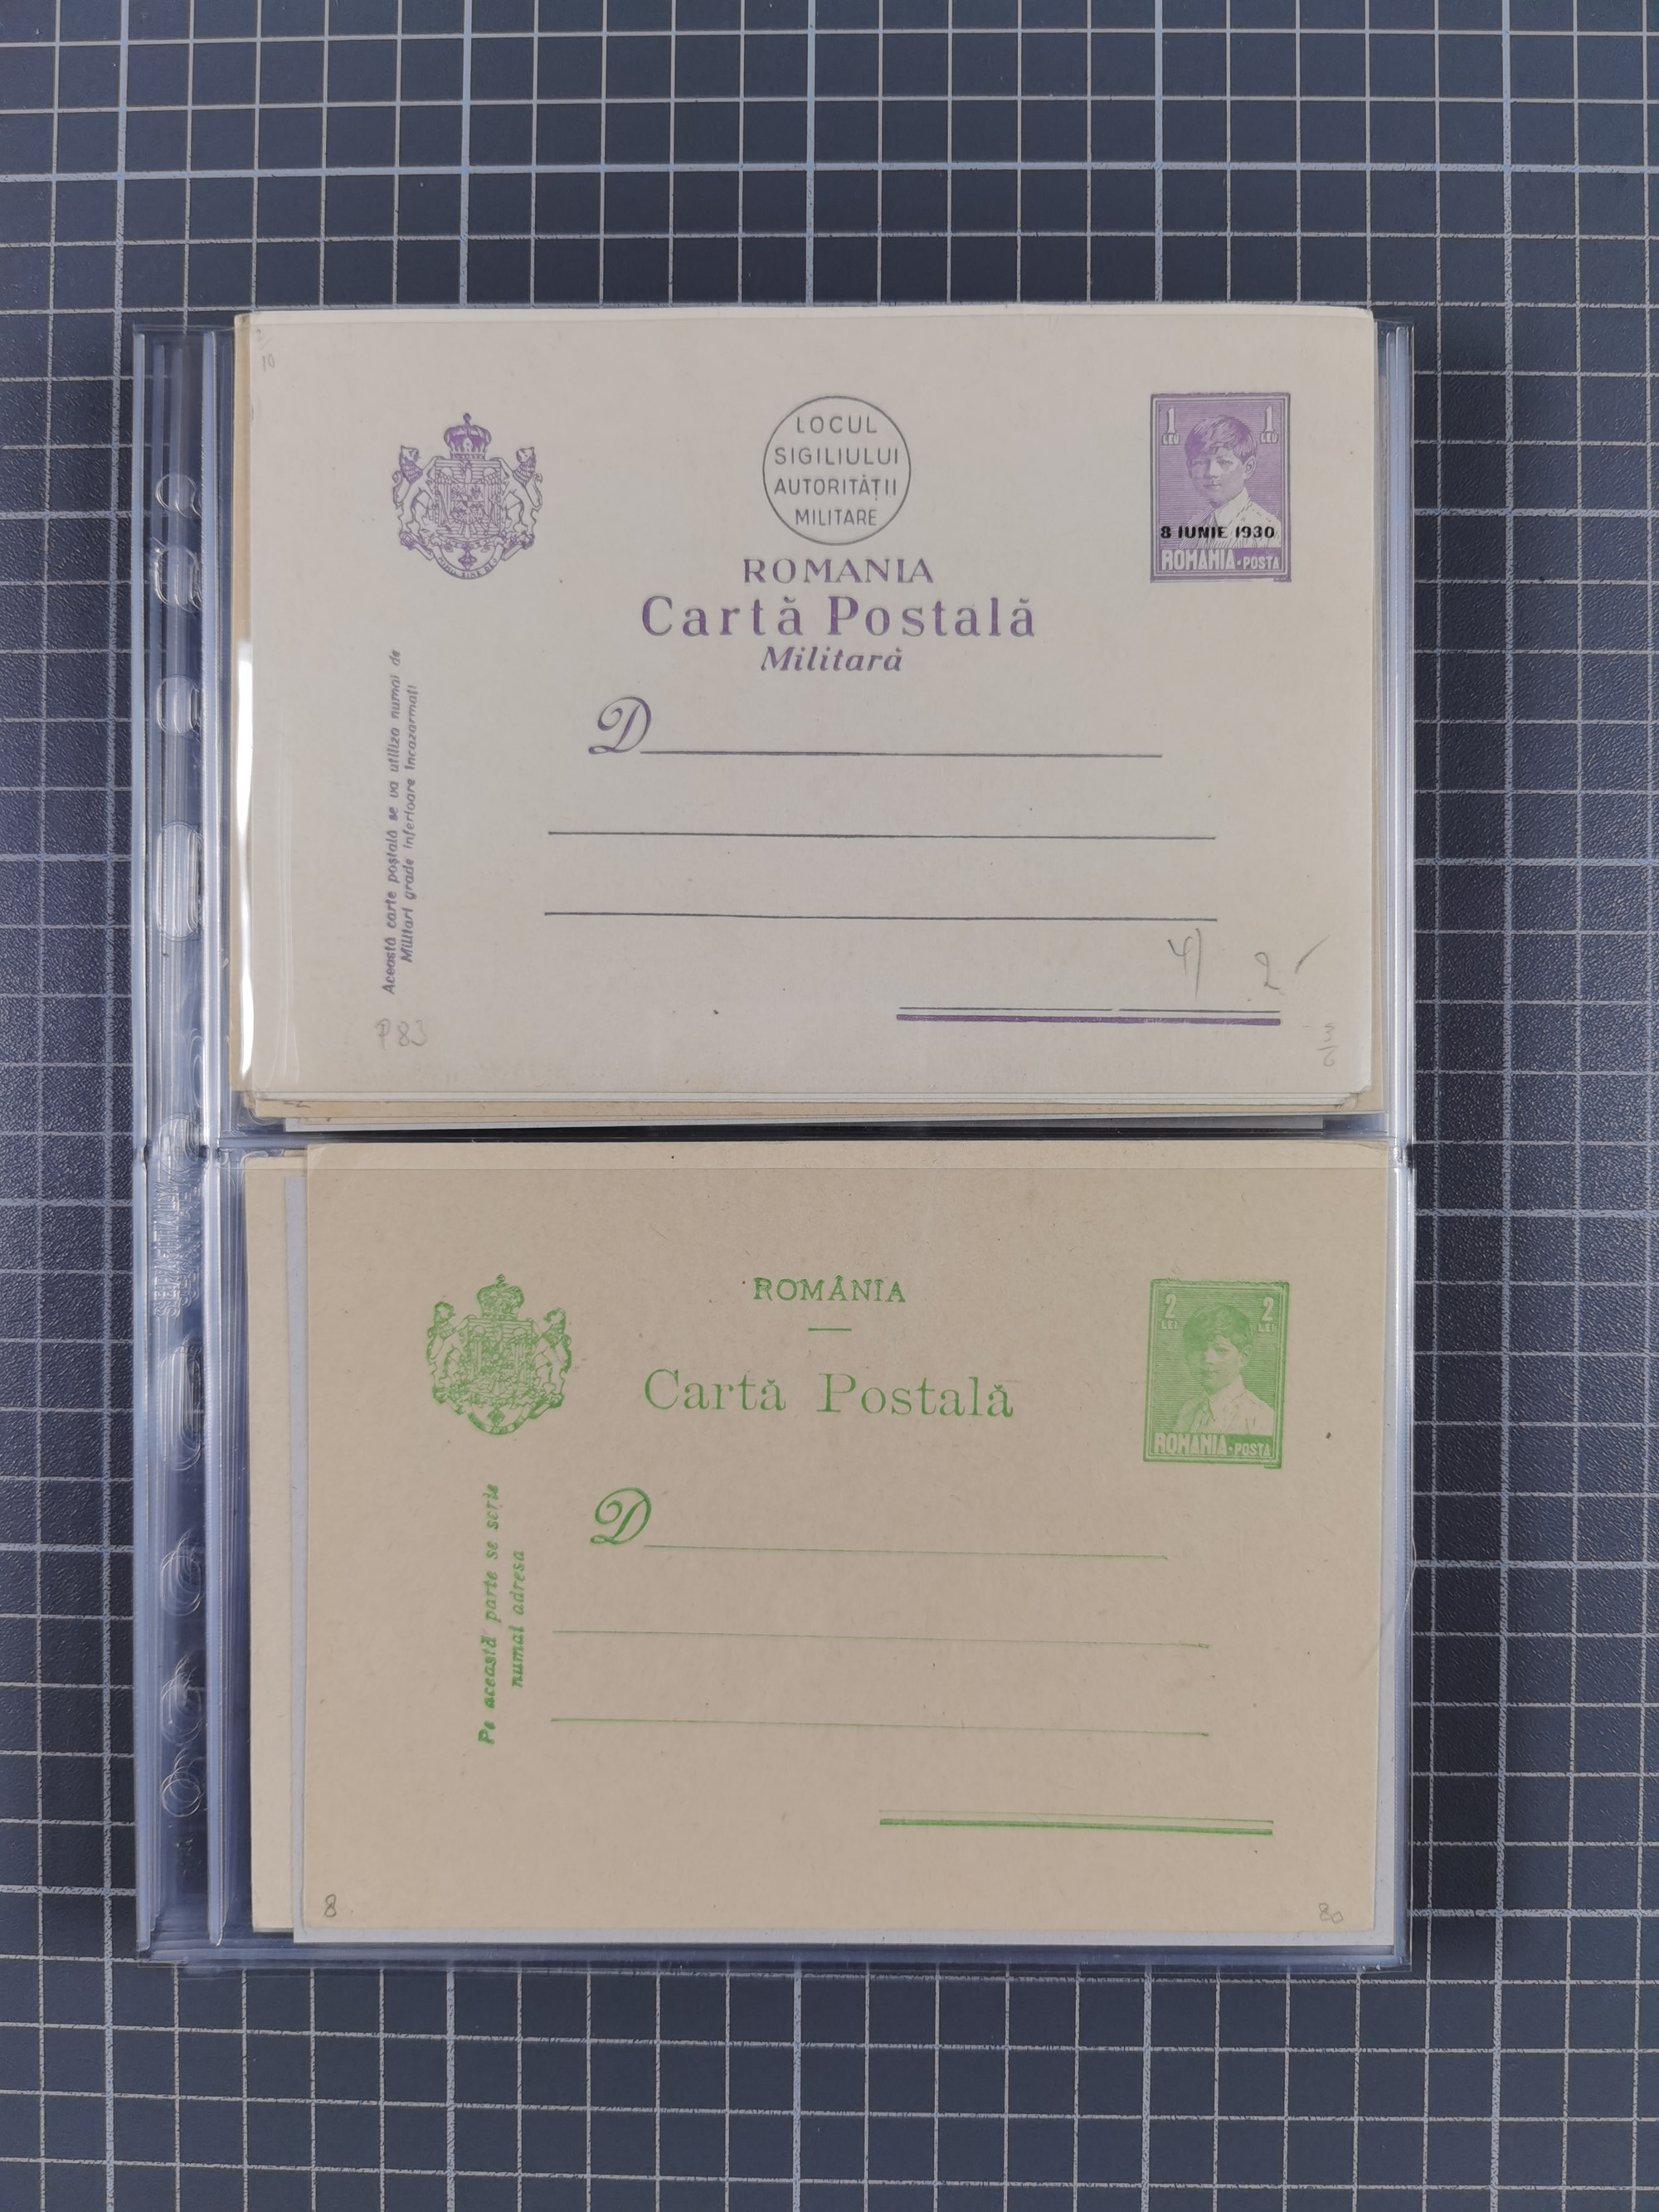 10
LOCUL
SIGILIULUI
AUTORITĂȚII
MILITARE
1 1
LEU LEU
8 IUNIE 1930
ROMANIA·POSTA
ROMANIA
Cartă Postală
Militară
D
Această carte poștală se va utiliza numai de
Militari grade inferioare încazarmați
P83
ROMÂNIA
Cartă Postală
2 2
LEI LEI
ROMANIA·POSTA
D
Pe această parte se scrie
numai adresa
8
80